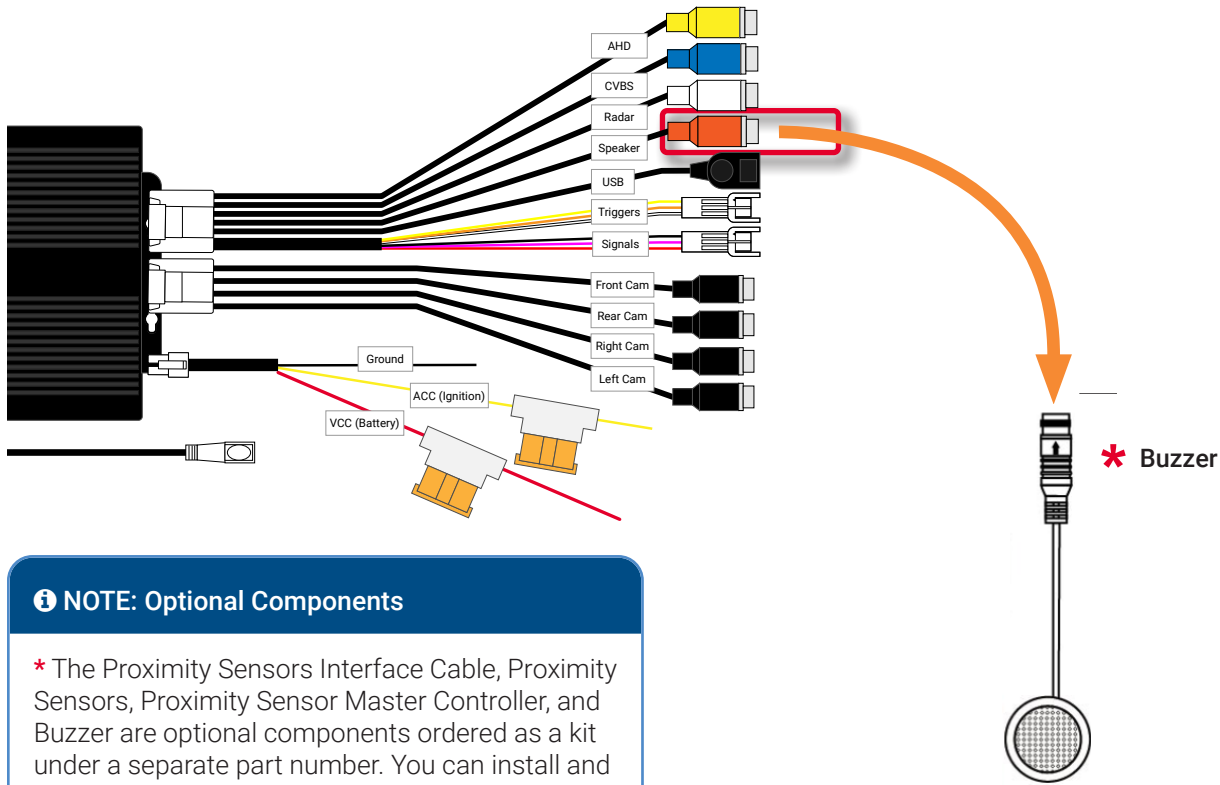 AHD
CVBS
Radar
Speaker
USB
Triggers
Signals
Front Cam
Rear Cam
Right Cam
Left Cam
Ground
ACC (Ignition)
VCC (Battery)
* Buzzer
NOTE: Optional Components
* The Proximity Sensors Interface Cable, Proximity
Sensors, Proximity Sensor Master Controller, and
Buzzer are optional components ordered as a kit
under a separate part number. You can install and